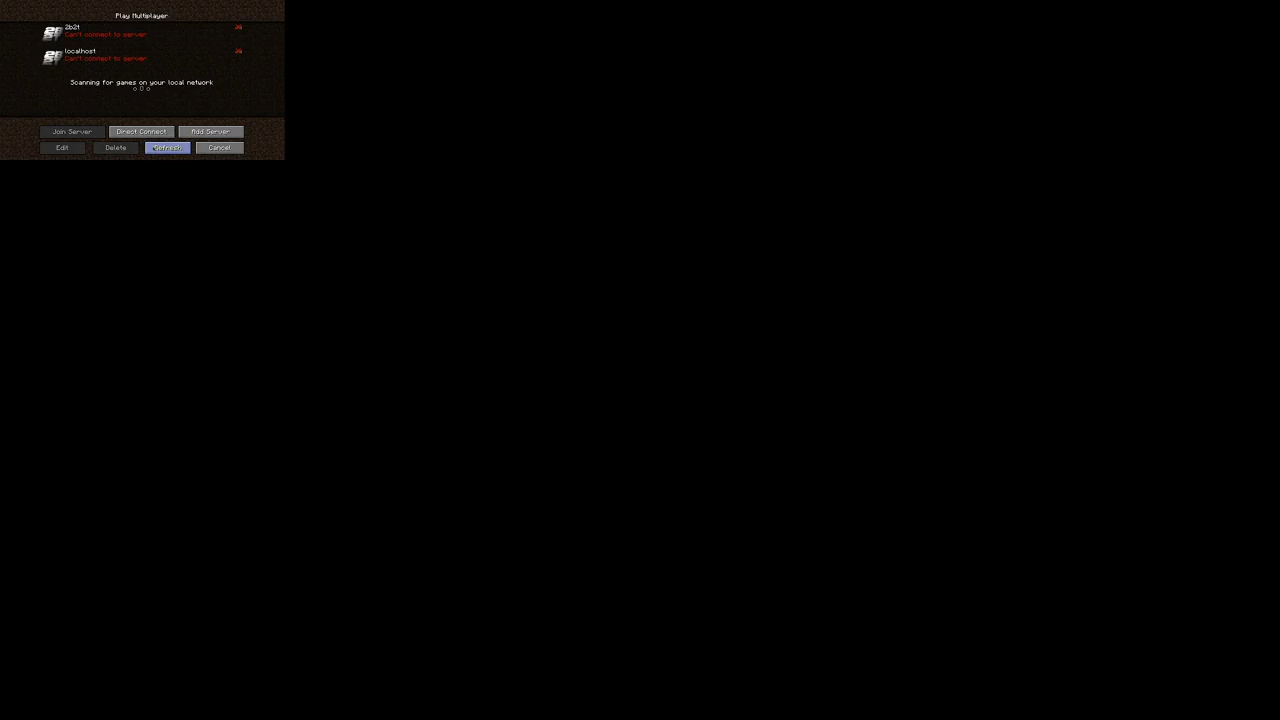 Play Multiplayer
2b2t
Can't connect to server
localhost
Can't connect to server
Scanning for games on your local network
o O o
Join Server
Direct Connect
Add Server
Edit
Delete
Refresh
Cancel